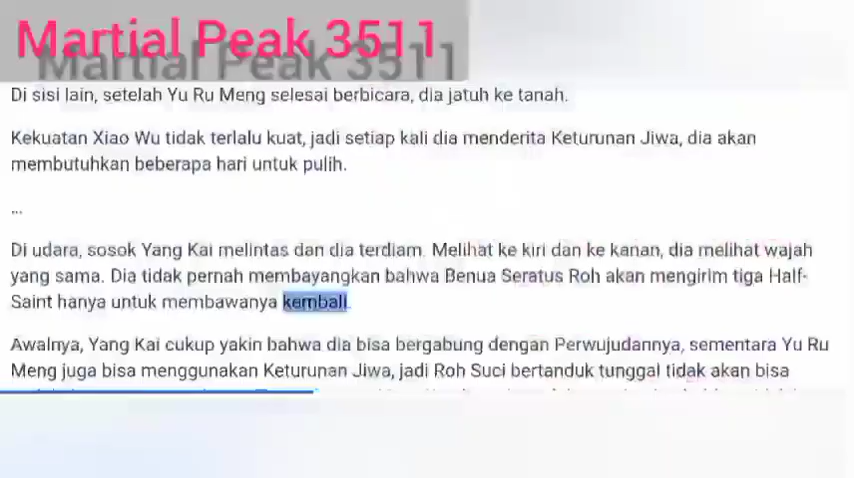 Martial Peak 3511
Di sisi lain, setelah Yu Ru Meng selesai berbicara, dia jatuh ke tanah.
Kekuatan Xiao Wu tidak terlalu kuat, jadi setiap kali dia menderita Keturunan Jiwa, dia akan
membutuhkan beberapa hari untuk pulih.
...
Di udara, sosok Yang Kai melintas dan dia terdiam. Melihat ke kiri dan ke kanan, dia melihat wajah
yang sama. Dia tidak pernah membayangkan bahwa Benua Seratus Roh akan mengirim tiga Half-
Saint hanya untuk membawanya kembali.
Awalnya, Yang Kai cukup yakin bahwa dia bisa bergabung dengan Perwujudannya, sementara Yu Ru
Meng juga bisa menggunakan Keturunan Jiwa, jadi Roh Suci bertanduk tunggal tidak akan bisa